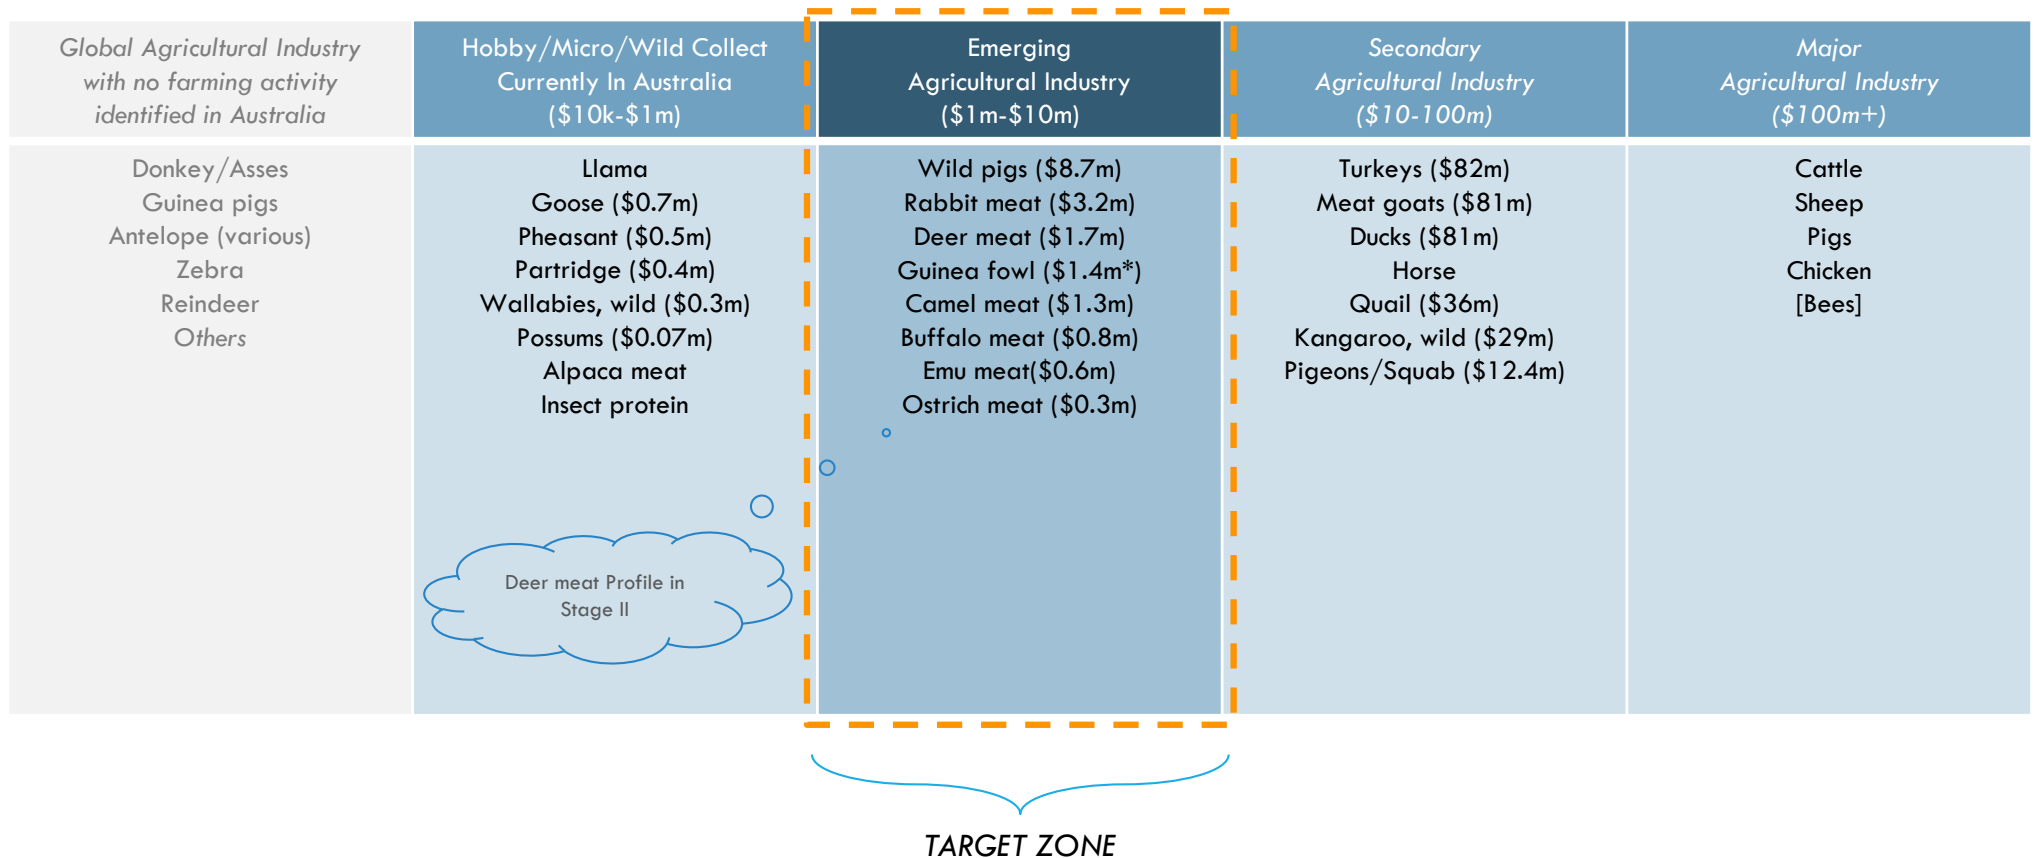 Global Agricultural Industry
with no farming activity
identified in Australia
Hobby/Micro/Wild Collect
Currently In Australia
($10k-$1m)
Emerging
Agricultural Industry
($1m-$10m)
Secondary
Agricultural Industry
($10-100m)
Major
Agricultural Industry
($100m+)
Donkey/Asses
Guinea pigs
Antelope (various)
Zebra
Reindeer
Others
Llama
Goose ($0.7m)
Pheasant ($0.5m)
Partridge ($0.4m)
Wallabies, wild ($0.3m)
Possums ($0.07m)
Alpaca meat
Insect protein
Wild pigs ($8.7m)
Rabbit meat ($3.2m)
Deer meat ($1.7m)
Guinea fowl ($1.4m*)
Camel meat ($1.3m)
Buffalo meat ($0.8m)
Emu meat($0.6m)
Ostrich meat ($0.3m)
Turkeys ($82m)
Meat goats ($81m)
Ducks ($81m)
Horse
Quail ($36m)
Kangaroo, wild ($29m)
Pigeons/Squab ($12.4m)
Cattle
Sheep
Pigs
Chicken
[Bees]
Deer meat Profile in
Stage II
TARGET ZONE